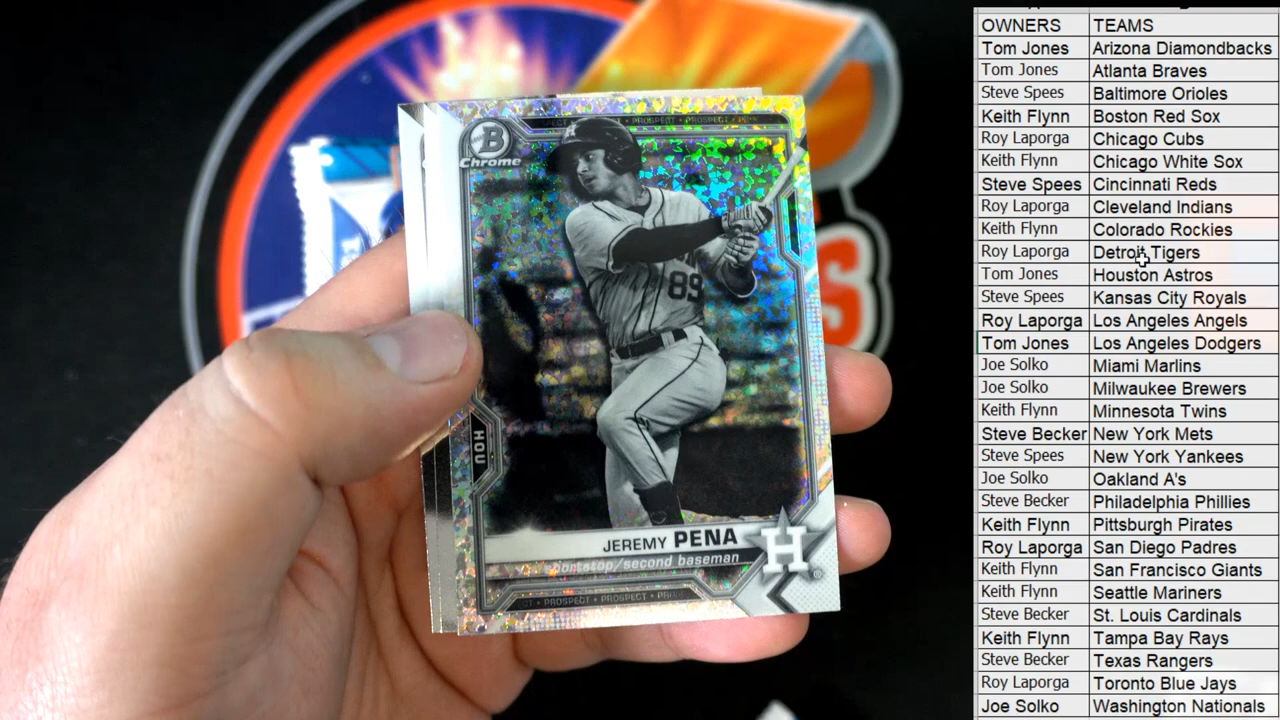 B
Chrome
PROSPECT
89
HOU
JEREMY PENA
shortstop/second baseman
H
PROSPECT • PROSPECT
OWNERS TEAMS
Tom Jones Arizona Diamondbacks
Tom Jones Atlanta Braves
Steve Spees Baltimore Orioles
Keith Flynn Boston Red Sox
Roy Laporga Chicago Cubs
Keith Flynn Chicago White Sox
Steve Spees Cincinnati Reds
Roy Laporga Cleveland Indians
Keith Flynn Colorado Rockies
Roy Laporga Detroit Tigers
Tom Jones Houston Astros
Steve Spees Kansas City Royals
Roy Laporga Los Angeles Angels
Tom Jones Los Angeles Dodgers
Joe Solko Miami Marlins
Joe Solko Milwaukee Brewers
Keith Flynn Minnesota Twins
Steve Becker New York Mets
Steve Spees New York Yankees
Joe Solko Oakland A's
Steve Becker Philadelphia Phillies
Keith Flynn Pittsburgh Pirates
Roy Laporga San Diego Padres
Keith Flynn San Francisco Giants
Keith Flynn Seattle Mariners
Steve Becker St. Louis Cardinals
Keith Flynn Tampa Bay Rays
Steve Becker Texas Rangers
Roy Laporga Toronto Blue Jays
Joe Solko Washington Nationals